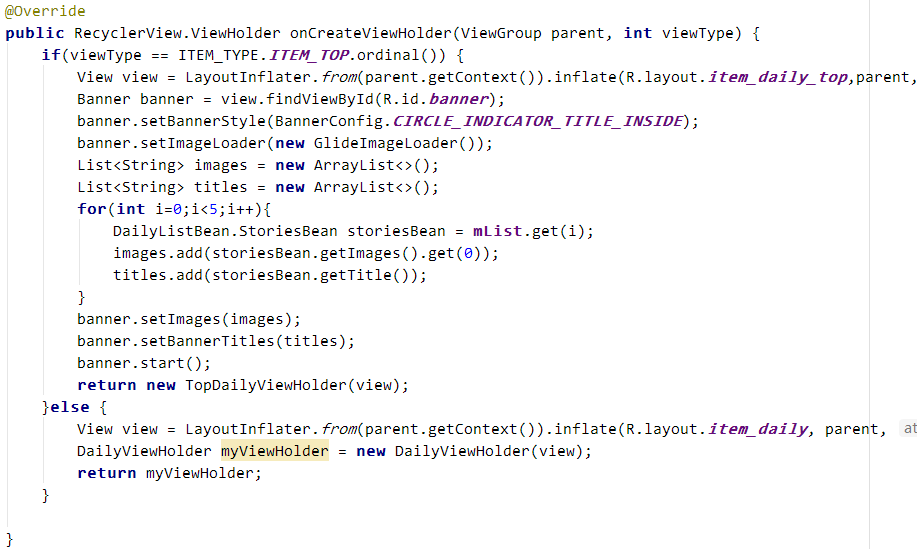 @Override
public RecyclerView.ViewHolder onCreateViewHolder(ViewGroup parent, int viewType) {
    if(viewType == ITEM_TYPE.ITEM_TOP.ordinal()) {
        View view = LayoutInflater.from(parent.getContext()).inflate(R.layout.item_daily_top,parent,
        Banner banner = view.findViewById(R.id.banner);
        banner.setBannerStyle(BannerConfig.CIRCLE_INDICATOR_TITLE_INSIDE);
        banner.setImageLoader(new GlideImageLoader());
        List<String> images = new ArrayList<>();
        List<String> titles = new ArrayList<>();
        for(int i=0;i<5;i++){
            DailyListBean.StoriesBean storiesBean = mList.get(i);
            images.add(storiesBean.getImages().get(0));
            titles.add(storiesBean.getTitle());
        }
        banner.setImages(images);
        banner.setBannerTitles(titles);
        banner.start();
        return new TopDailyViewHolder(view);
    }else {
        View view = LayoutInflater.from(parent.getContext()).inflate(R.layout.item_daily, parent, at
        DailyViewHolder myViewHolder = new DailyViewHolder(view);
        return myViewHolder;
    }
}